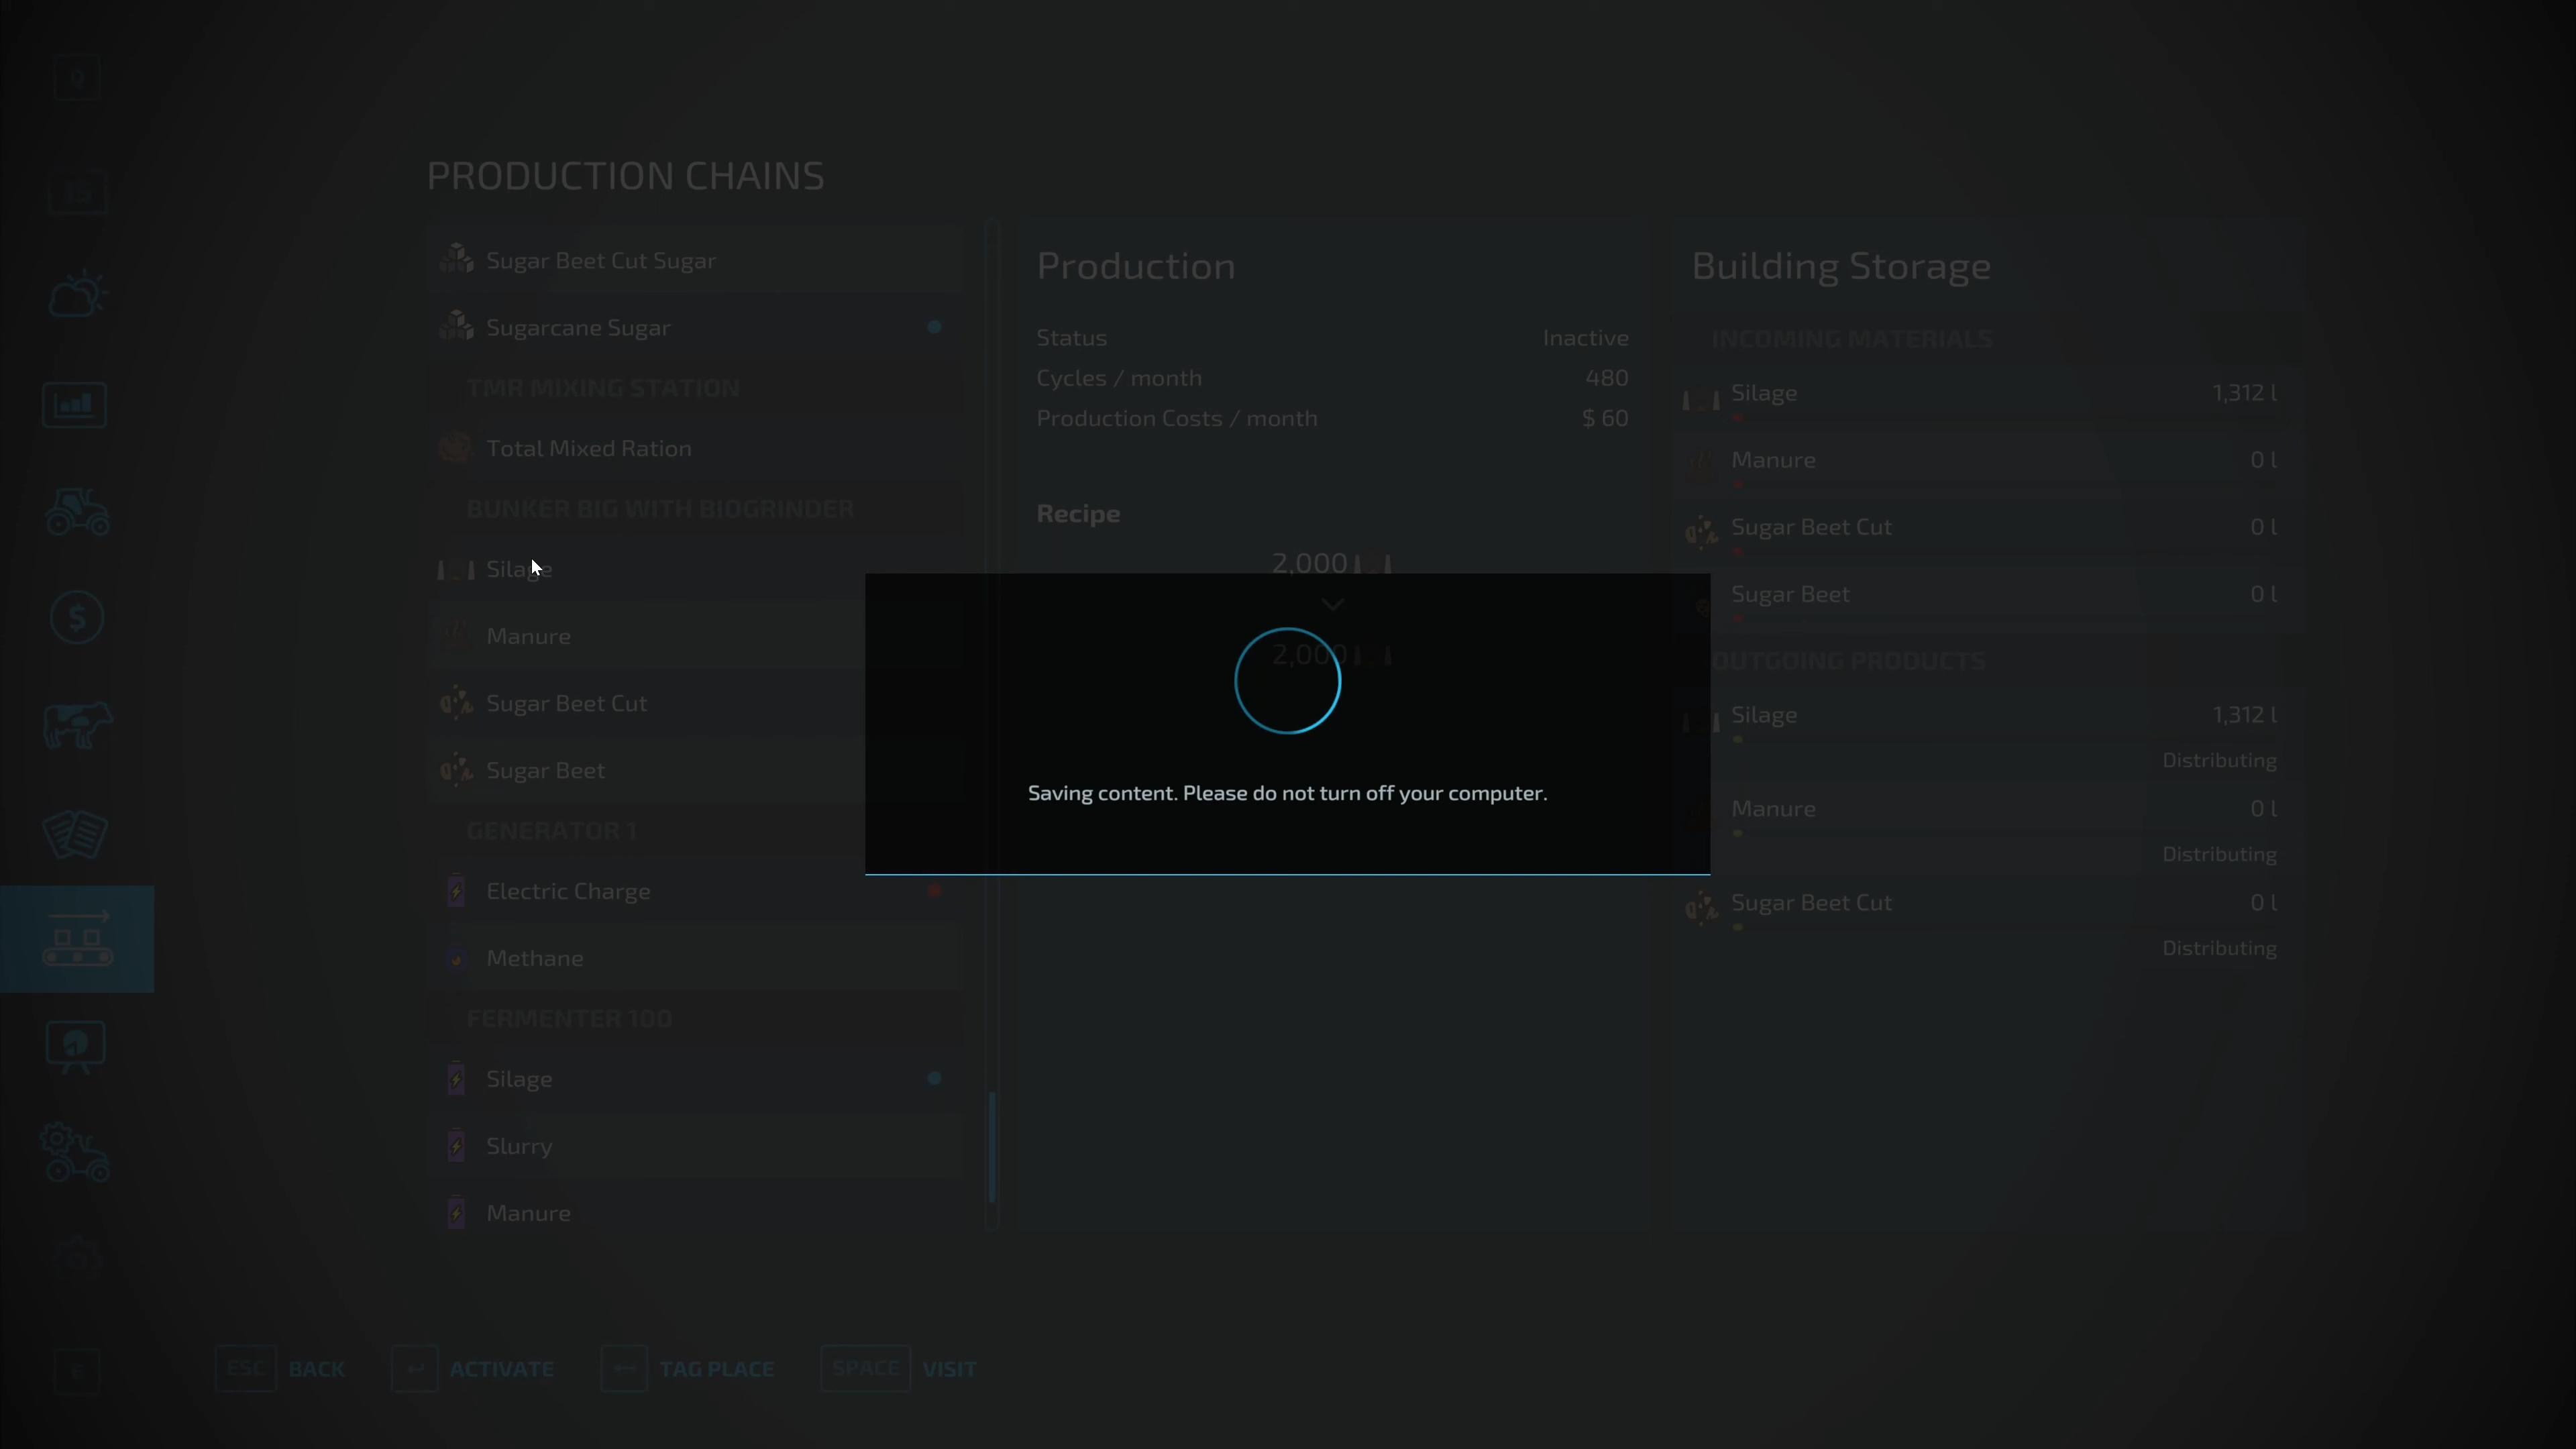 Q
PRODUCTION CHAINS
Sugar Beet Cut Sugar
Sugarcane Sugar
TMR MIXING STATION
Total Mixed Ration
BUNKER BIG WITH BIOGRINDER
Silage
Manure
Sugar Beet Cut
Sugar Beet
GENERATOR 1
Electric Charge
Methane
FERMENTER 100
Silage
Slurry
Manure
Production
Status Inactive
Cycles / month 480
Production Costs / month $ 60
Recipe
2,000
2,000
Saving content. Please do not turn off your computer.
Building Storage
INCOMING MATERIALS
Silage 1,312 l
Manure 0 l
Sugar Beet Cut 0 l
Sugar Beet 0 l
OUTGOING PRODUCTS
Silage 1,312 l
Distributing
Manure 0 l
Distributing
Sugar Beet Cut 0 l
Distributing
E
ESC BACK ACTIVATE TAG PLACE SPACE VISIT